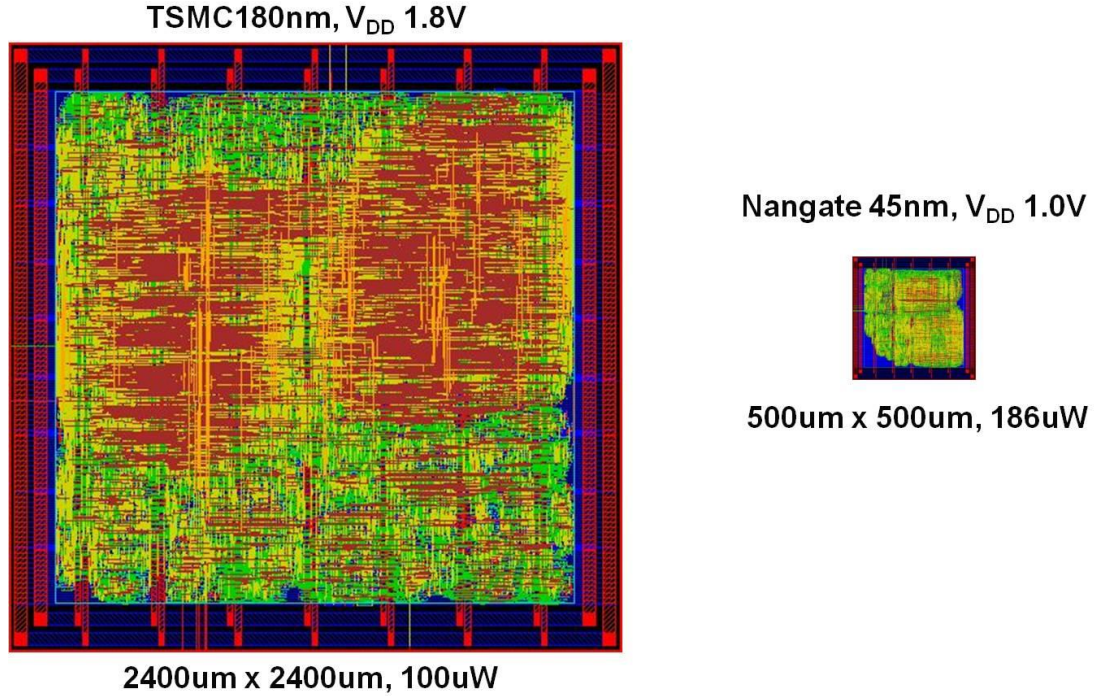 TSMC180nm, VDD 1.8V
Nangate 45nm, VDD 1.0V
500um x 500um, 186uW
2400um x 2400um, 100uW